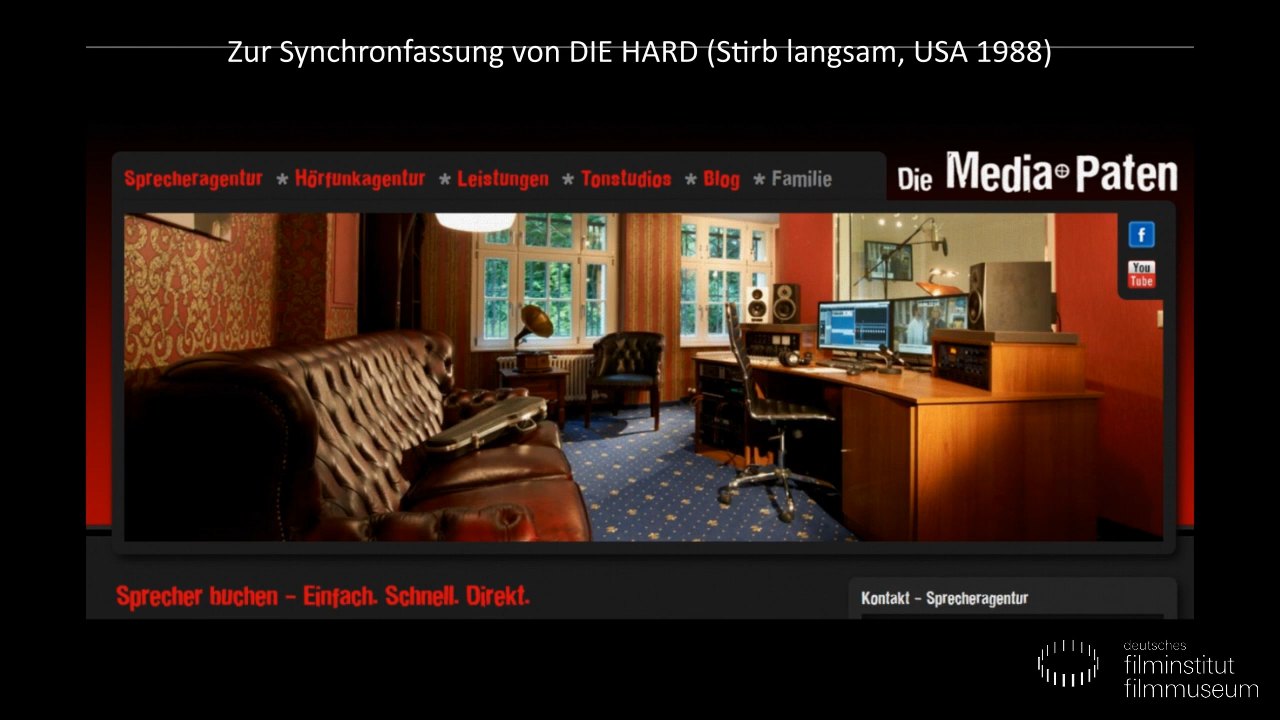 Zur Synchronfassung von DIE HARD (Stirb langsam, USA 1988)
Sprecheragentur * Hörfunkagentur * Leistungen * Tonstudios * Blog * Familie
Die Media Paten
f
You
Tube
Sprecher buchen – Einfach. Schnell. Direkt.
Kontakt – Sprecheragentur
deutsches
filminstitut
filmmuseum